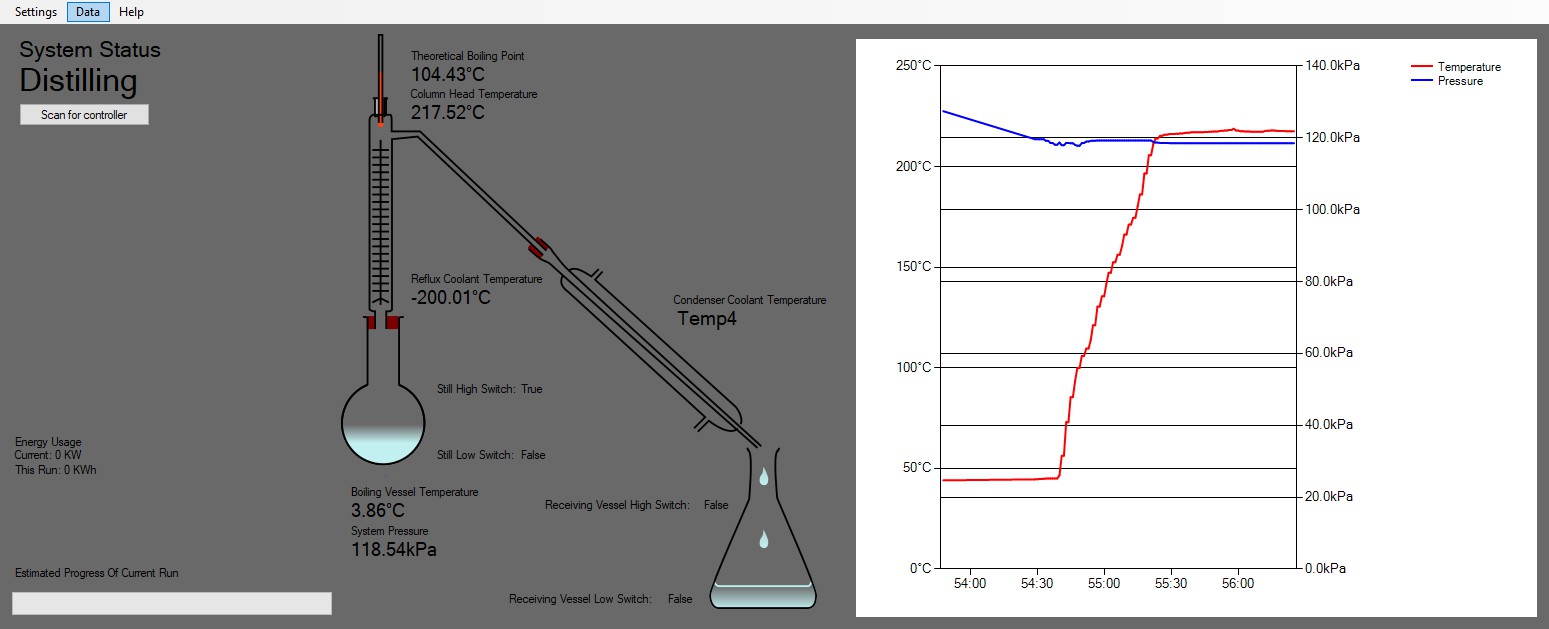 Settings Data Help
System Status
Distilling
Scan for controller
Theoretical Boiling Point
104.43°C
Column Head Temperature
217.52°C
Reflux Coolant Temperature
-200.01°C
Condenser Coolant Temperature
Temp4
Still High Switch: True
Energy Usage
Current: 0 KW
This Run: 0 KWh
Still Low Switch: False
Boiling Vessel Temperature
3.86°C
System Pressure
118.54kPa
Receiving Vessel High Switch: False
Estimated Progress Of Current Run
Receiving Vessel Low Switch: False
250°C
200°C
150°C
100°C
50°C
0°C
140.0kPa
120.0kPa
100.0kPa
80.0kPa
60.0kPa
40.0kPa
20.0kPa
0.0kPa
54:00 54:30 55:00 55:30 56:00
Temperature
Pressure